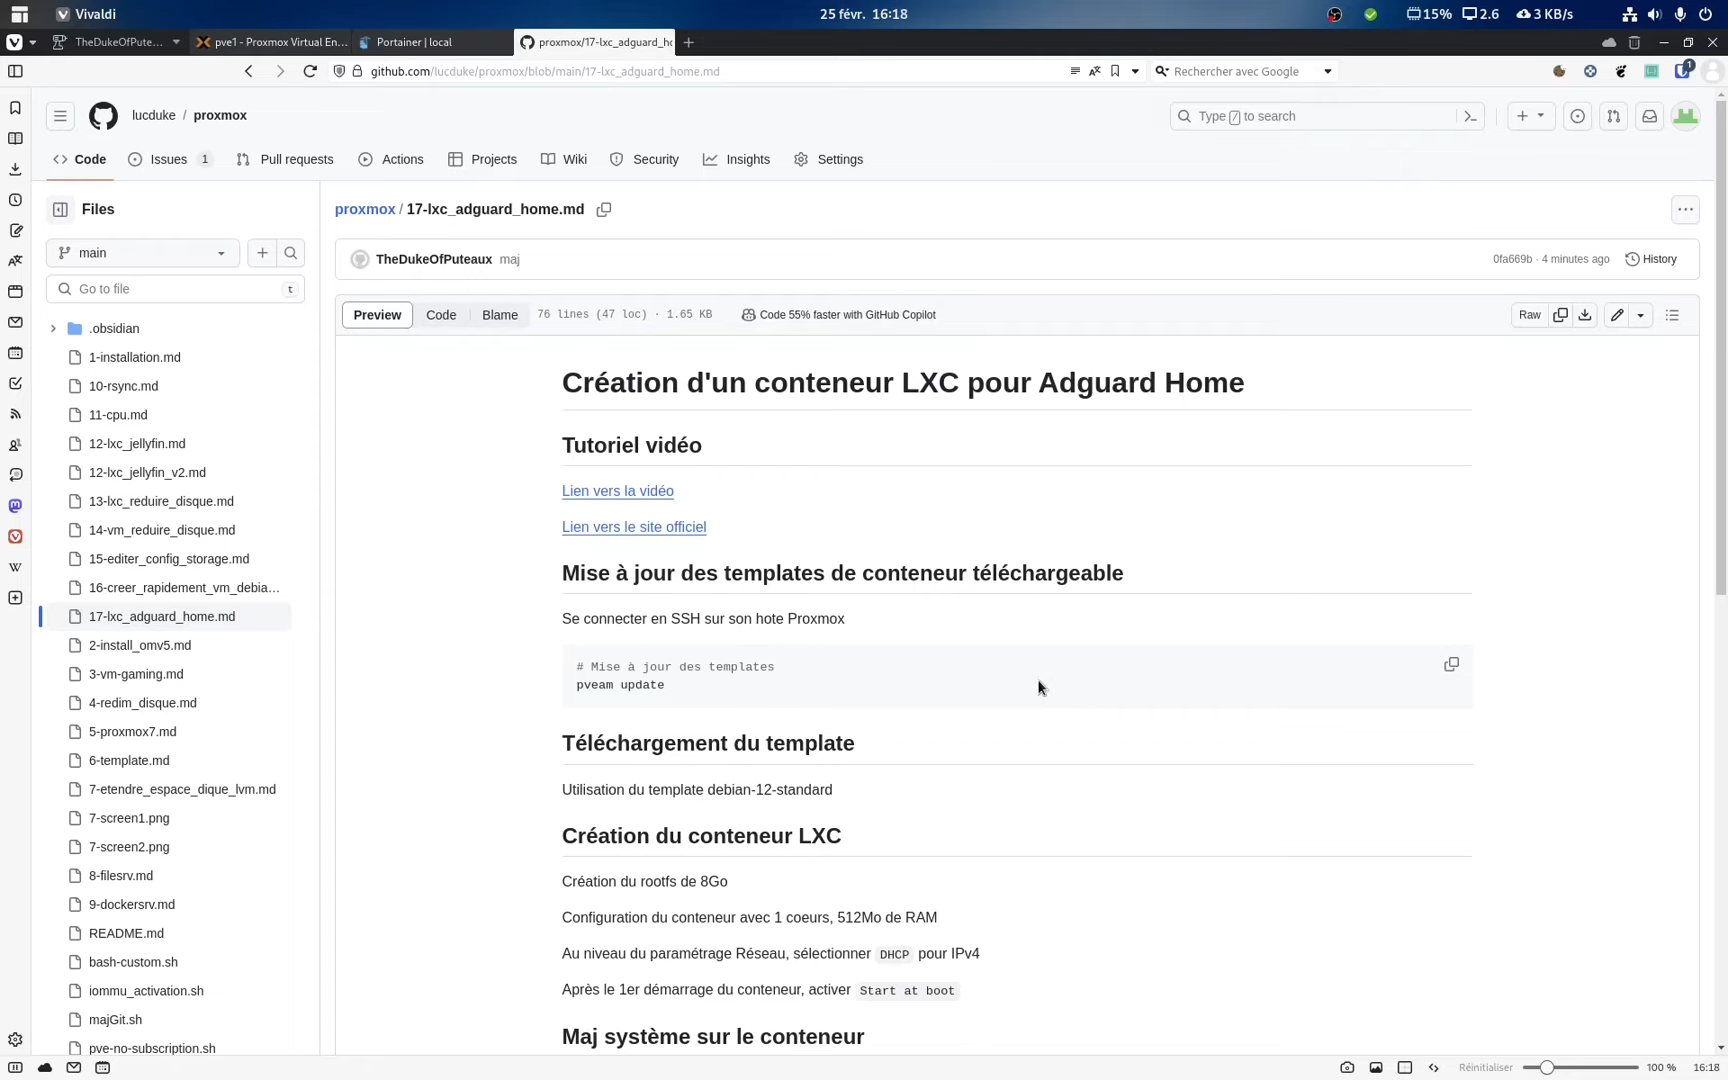 Vivaldi
25 févr. 16:18
15%
2.6
3 KB/s
TheDukeOfPute...
pve1 - Proxmox Virtual En...
Portainer | local
proxmox/17-lxc_adguard_ho
github.com/lucduke/proxmox/blob/main/17-lxc_adguard_home.md
Rechercher avec Google
1
lucduke / proxmox
Type / to search
Code
Issues 1
Pull requests
Actions
Projects
Wiki
Security
Insights
Settings
Files
main
Go to file
t
.obsidian
1-installation.md
10-rsync.md
11-cpu.md
12-lxc_jellyfin.md
12-lxc_jellyfin_v2.md
13-lxc_reduire_disque.md
14-vm_reduire_disque.md
15-editer_config_storage.md
16-creer_rapidement_vm_debia...
17-lxc_adguard_home.md
2-install_omv5.md
3-vm-gaming.md
4-redim_disque.md
5-proxmox7.md
6-template.md
7-etendre_espace_dique_lvm.md
7-screen1.png
7-screen2.png
8-filesrv.md
9-dockersrv.md
README.md
bash-custom.sh
iommu_activation.sh
majGit.sh
pve-no-subscription.sh
proxmox / 17-lxc_adguard_home.md
TheDukeOfPuteaux maj
0fa669b · 4 minutes ago
History
Preview
Code
Blame
76 lines (47 loc) · 1.65 KB
Code 55% faster with GitHub Copilot
Raw
Création d'un conteneur LXC pour Adguard Home
Tutoriel vidéo
Lien vers la vidéo
Lien vers le site officiel
Mise à jour des templates de conteneur téléchargeable
Se connecter en SSH sur son hote Proxmox
# Mise à jour des templates
pveam update
Téléchargement du template
Utilisation du template debian-12-standard
Création du conteneur LXC
Création du rootfs de 8Go
Configuration du conteneur avec 1 coeurs, 512Mo de RAM
Au niveau du paramétrage Réseau, sélectionner DHCP pour IPv4
Après le 1er démarrage du conteneur, activer Start at boot
Maj système sur le conteneur
Réinitialiser
100 %
16:18